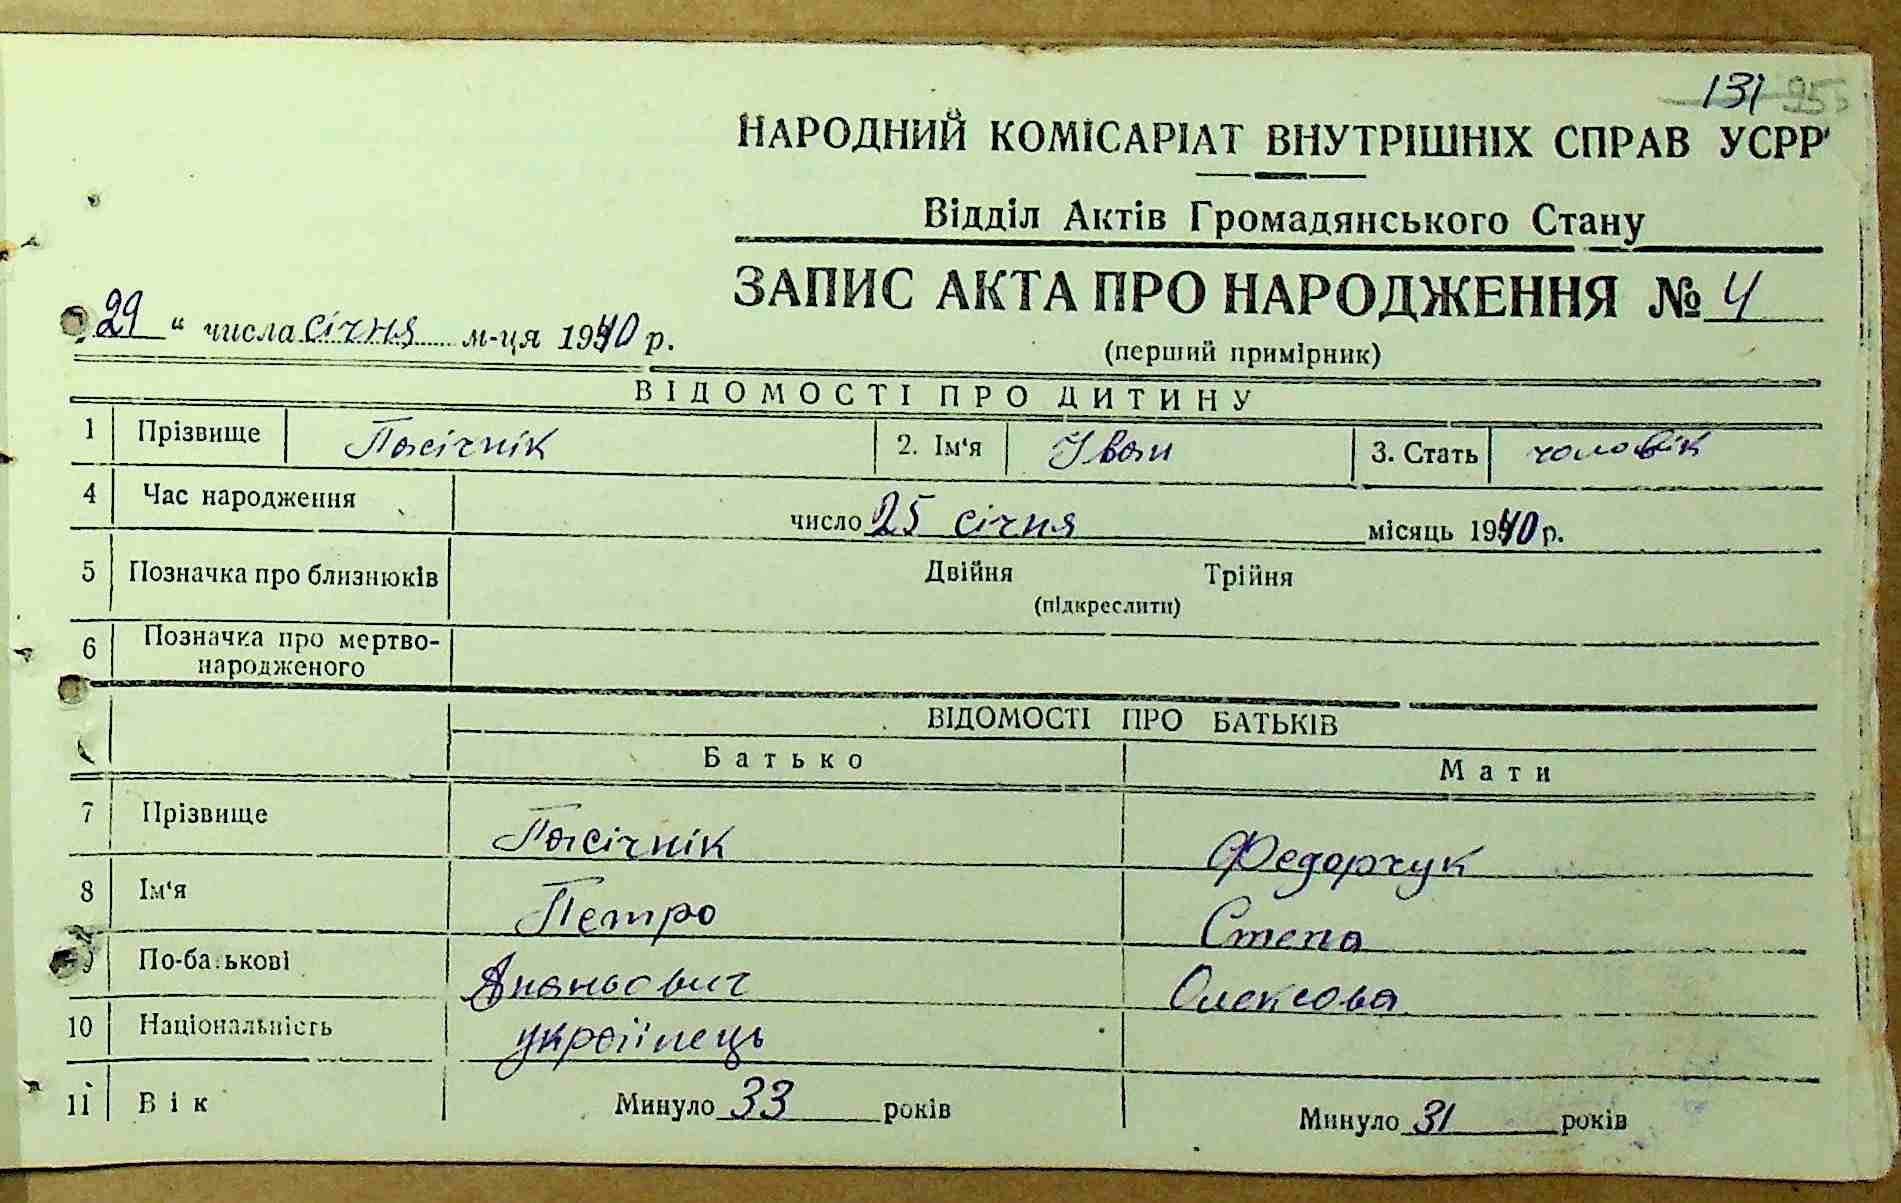 131
НАРОДНИЙ КОМІСАРІАТ ВНУТРІШНІХ СПРАВ УСРР
Відділ Актів Громадянського Стану
ЗАПИС АКТА ПРО НАРОДЖЕННЯ № 4
29 " числа січня м-ця 1940 р.
(перший примірник)
ВІДОМОСТІ ПРО ДИТИНУ
1 Прізвище Пасічнік 2. Ім'я Іван 3. Стать чоловік
4 Час народження число 25 січня місяць 1940 р.
5 Позначка про близнюків Двійня Трійня
(підкреслити)
6 Позначка про мертво-
народженого
ВІДОМОСТІ ПРО БАТЬКІВ
Батько Мати
7 Прізвище Пасічнік Федорчук
8 Ім'я Петро Степа
9 По-батькові Ананьєвич Олексова
10 Національність українець
11 Вік Минуло 33 років Минуло 31 років